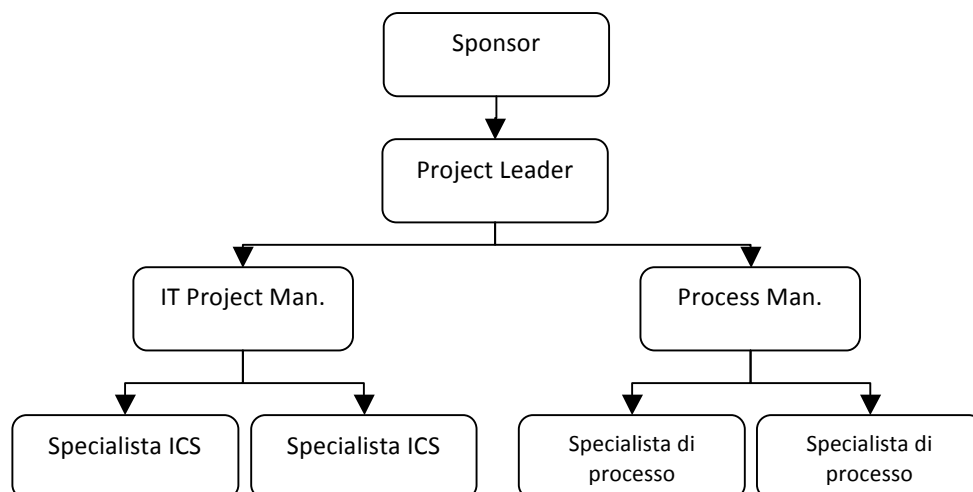 Sponsor
Project Leader
IT Project Man.
Process Man.
Specialista ICS
Specialista ICS
Specialista di
processo
Specialista di
processo